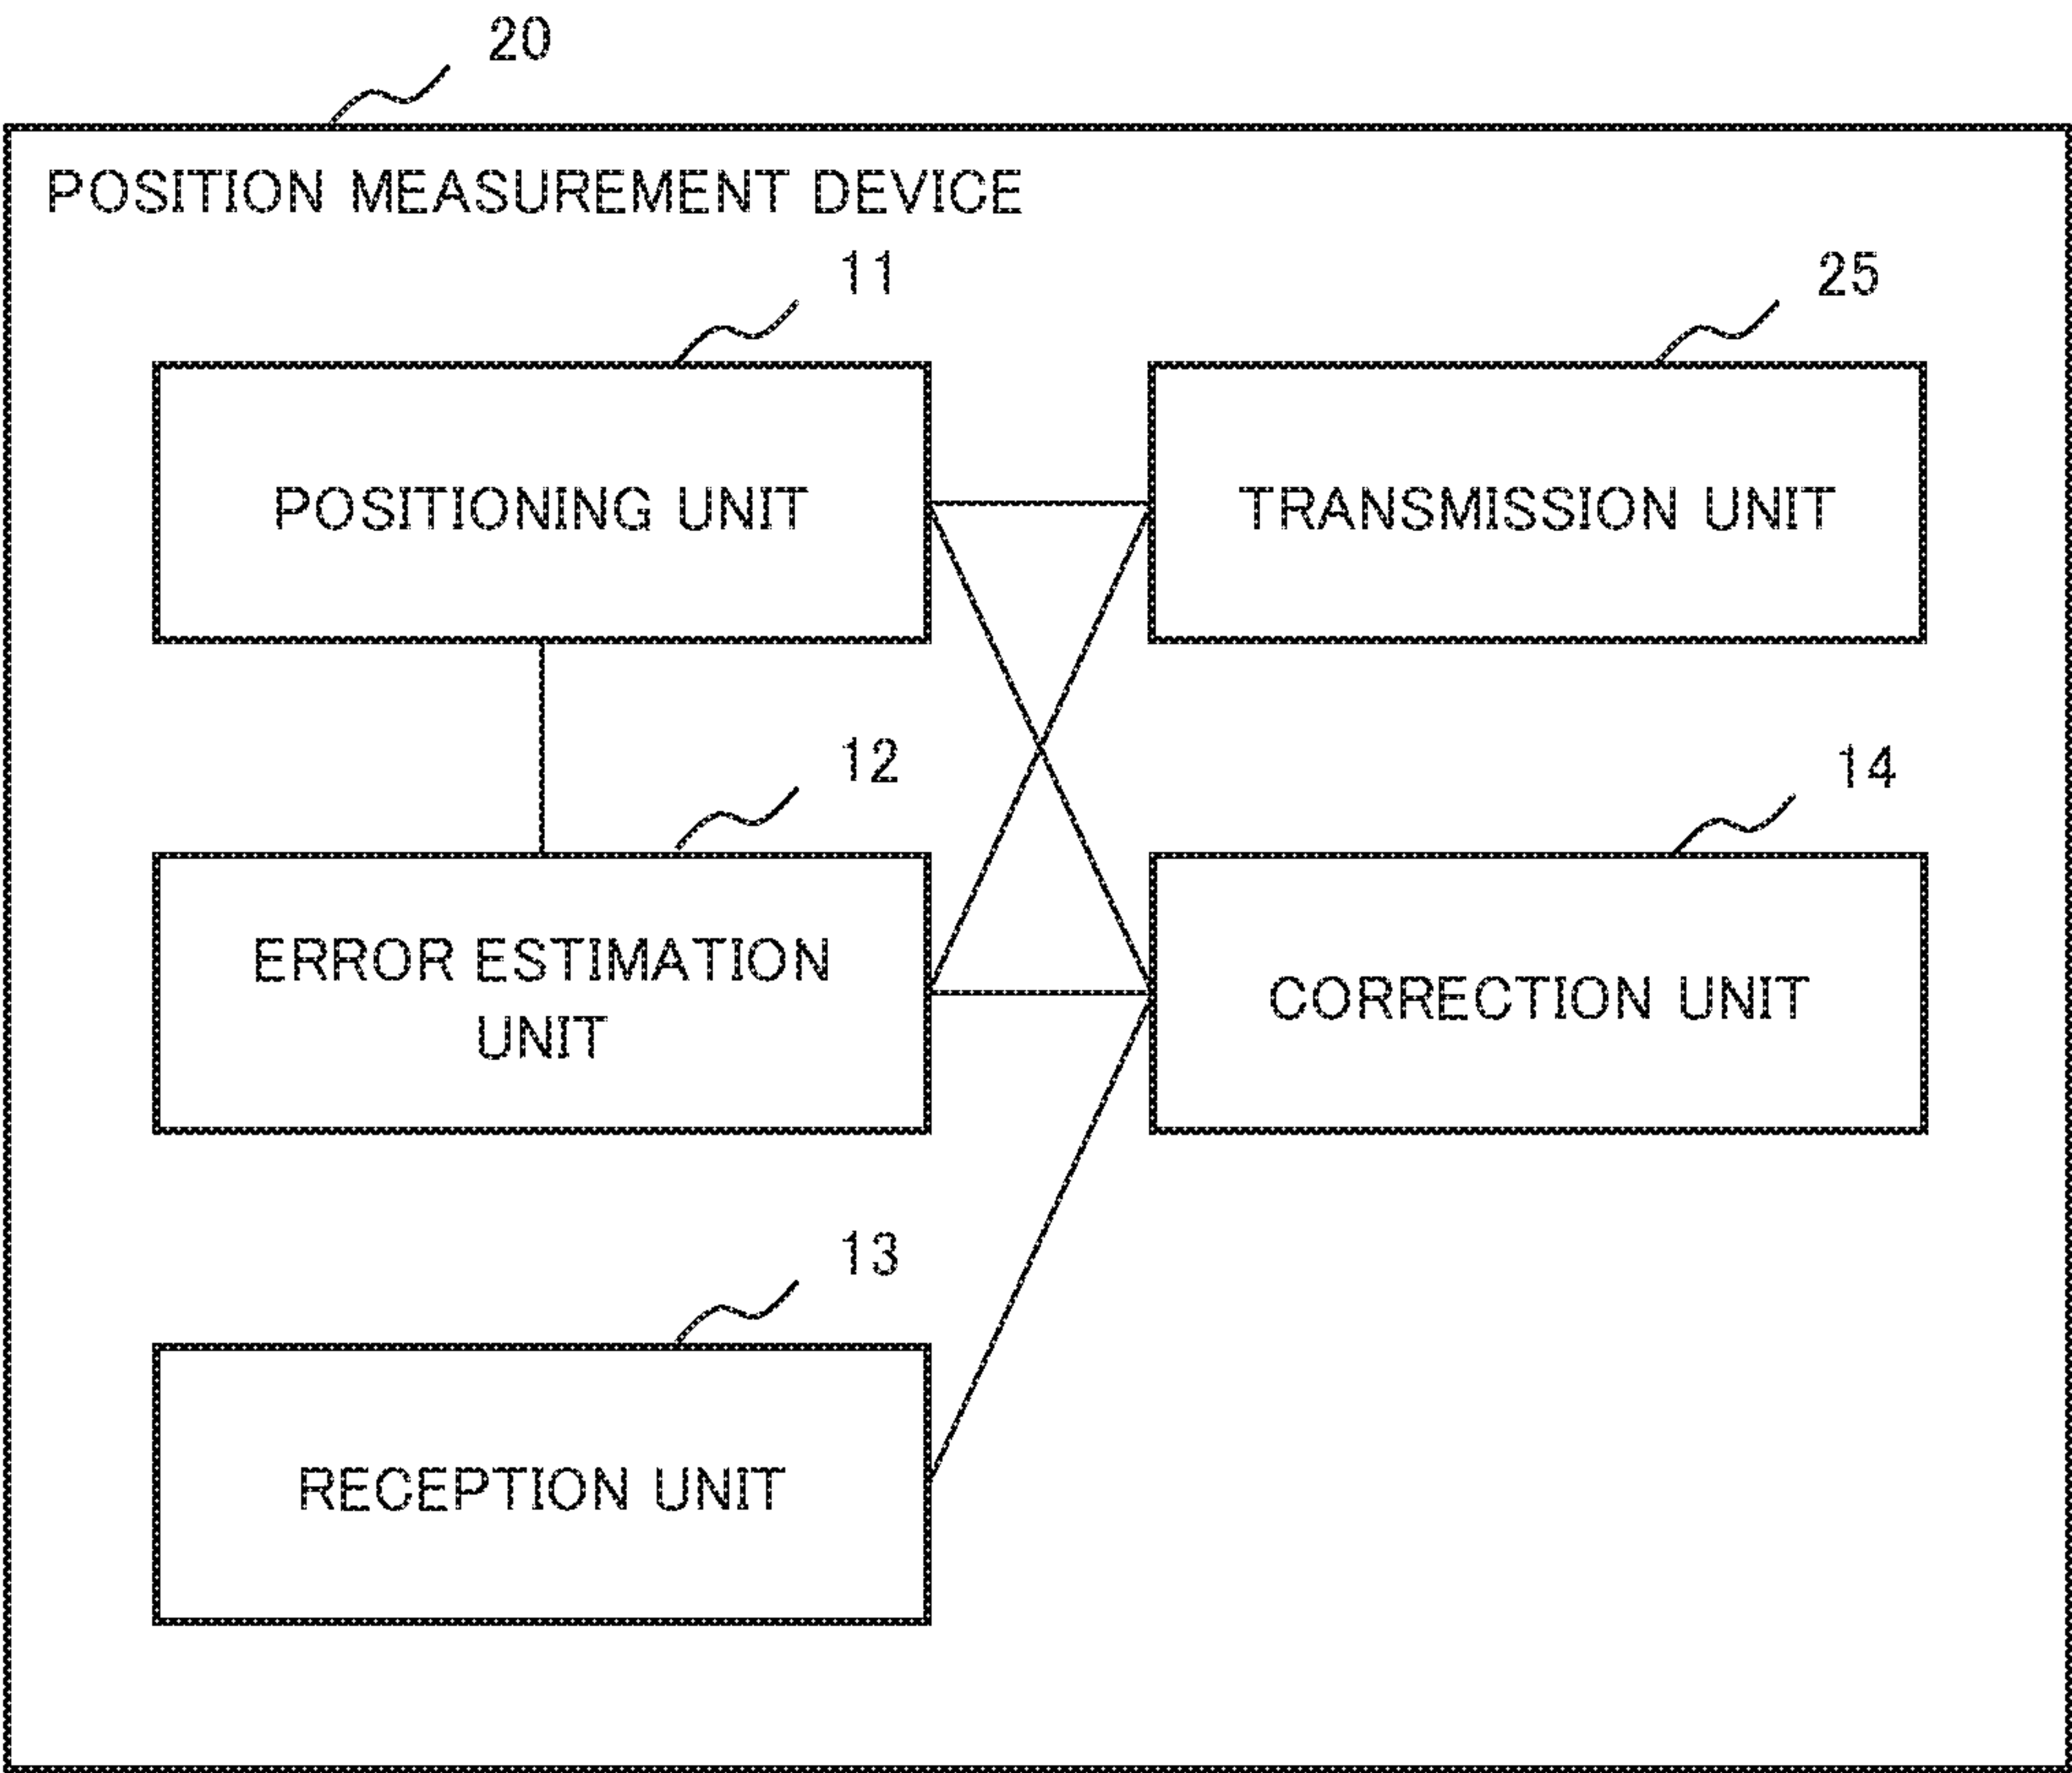 20
POSITION MEASUREMENT DEVICE
11
25
POSITIONING UNIT
TRANSMISSION UNIT
12
14
ERROR ESTIMATION
UNIT
CORRECTION UNIT
13
RECEPTION UNIT